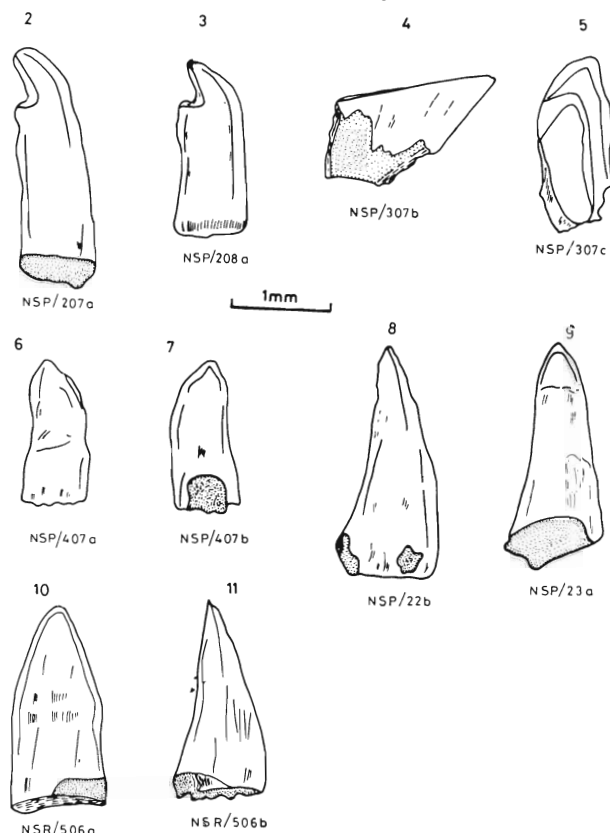 2 3 4 5
NSP/207a NSP/208a NSP/307b NSP/307c
1mm
6 7 8 9
NSP/407a NSP/407b NSP/22b NSP/23a
10 11
NSR/506a NSR/506b